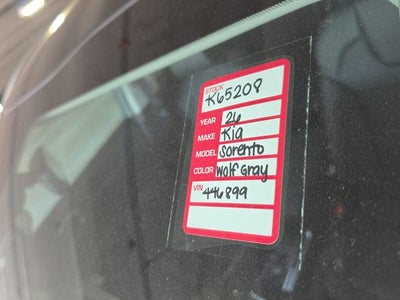 STOCK K65208
YEAR 26
MAKE Kia
MODEL Sorento
COLOR Wolf Gray
VIN 446899